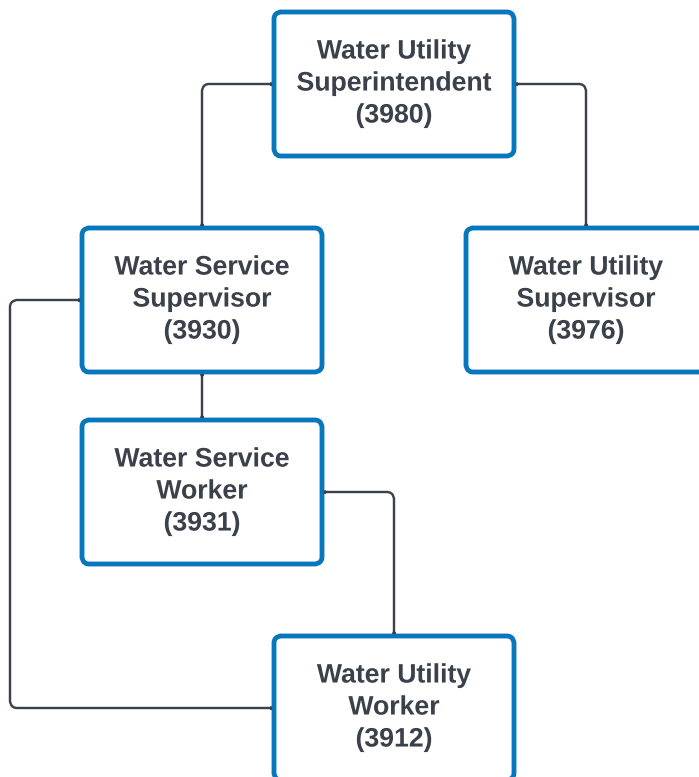 Water Utility
Superintendent
(3980)
Water Service
Supervisor
(3930)
Water Utility
Supervisor
(3976)
Water Service
Worker
(3931)
Water Utility
Worker
(3912)